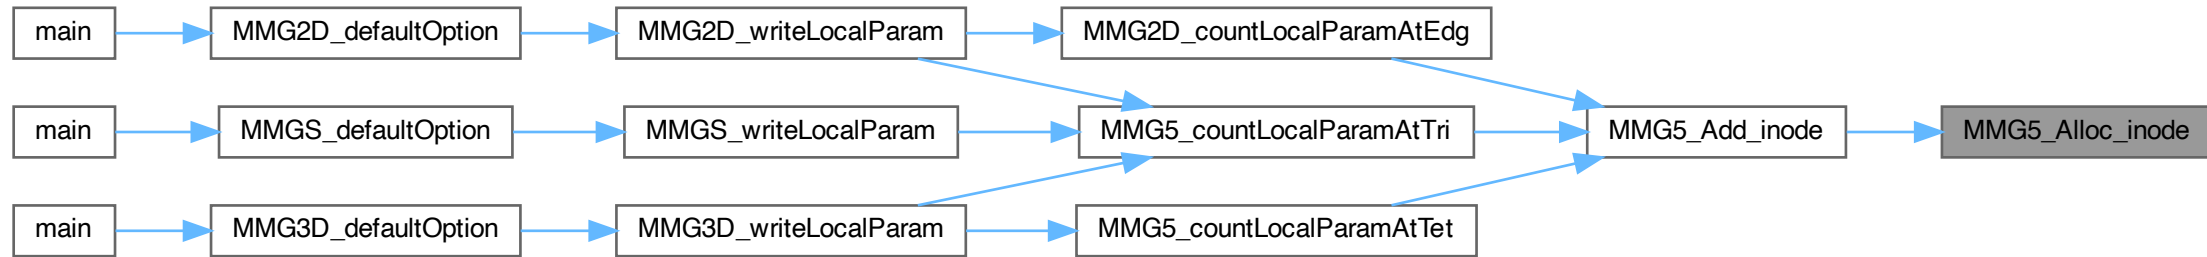 main
MMG2D_defaultOption
MMG2D_writeLocalParam
MMG2D_countLocalParamAtEdg
main
MMGS_defaultOption
MMGS_writeLocalParam
MMG5_countLocalParamAtTri
MMG5_Add_inode
MMG5_Alloc_inode
main
MMG3D_defaultOption
MMG3D_writeLocalParam
MMG5_countLocalParamAtTet